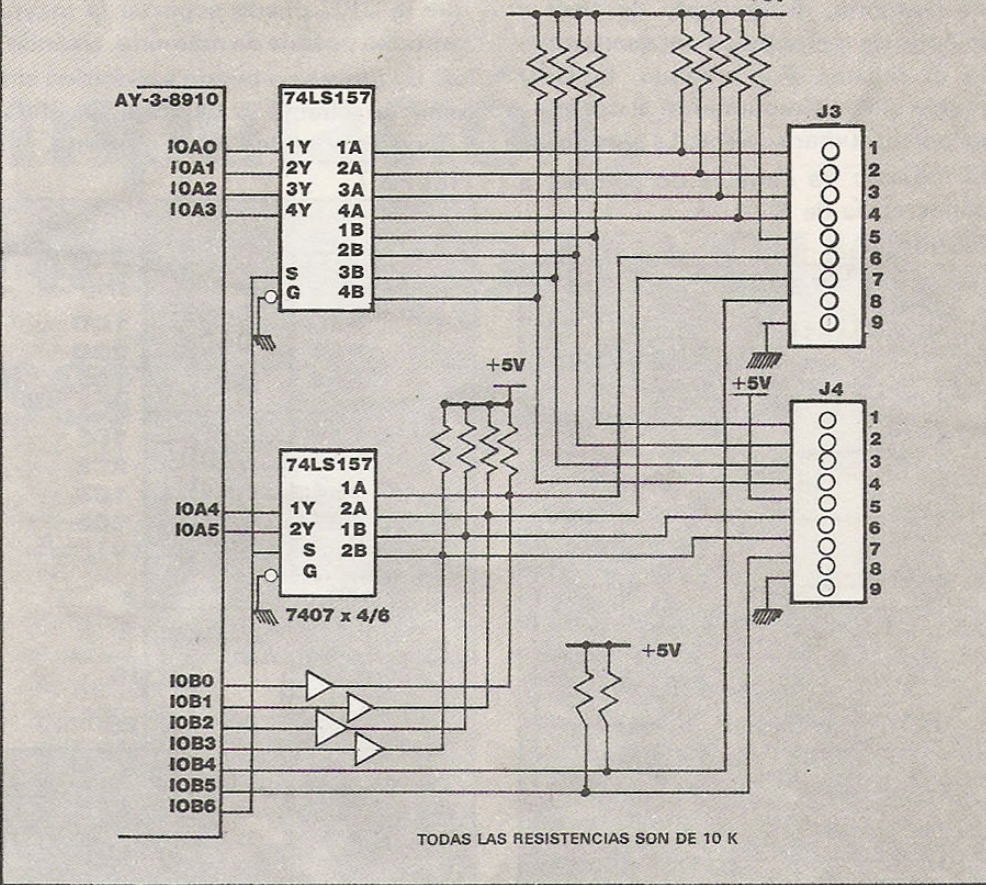 AY-3-8910
74LS157
IOA0
IOA1
IOA2
IOA3
1Y 1A
2Y 2A
3Y 3A
4Y 4A
1B
2B
S 3B
G 4B
J3
1
2
3
4
5
6
7
8
9
+5V
+5V
J4
1
2
3
4
5
6
7
8
9
74LS157
1A
IOA4
IOA5
1Y 2A
2Y 1B
S 2B
G
7407 x 4/6
+5V
IOB0
IOB1
IOB2
IOB3
IOB4
IOB5
IOB6
TODAS LAS RESISTENCIAS SON DE 10 K